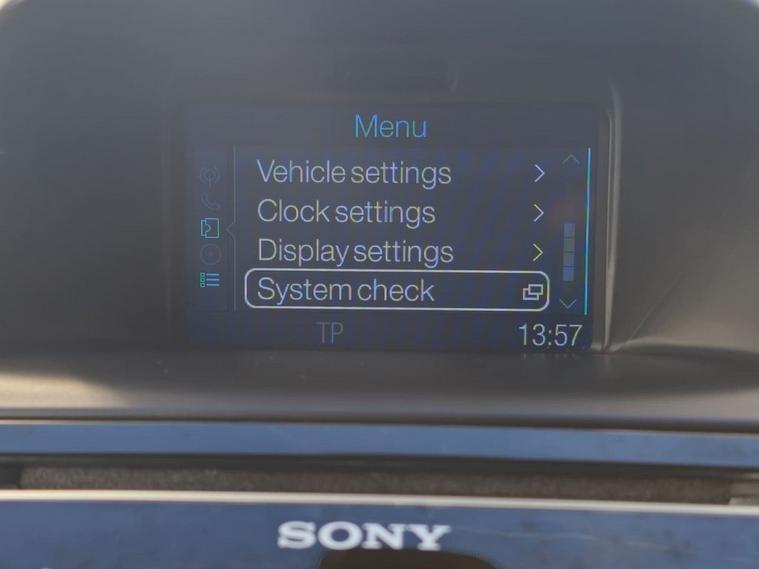 Menu
Vehicle settings
Clock settings
Display settings
System check
TP
13:57
SONY